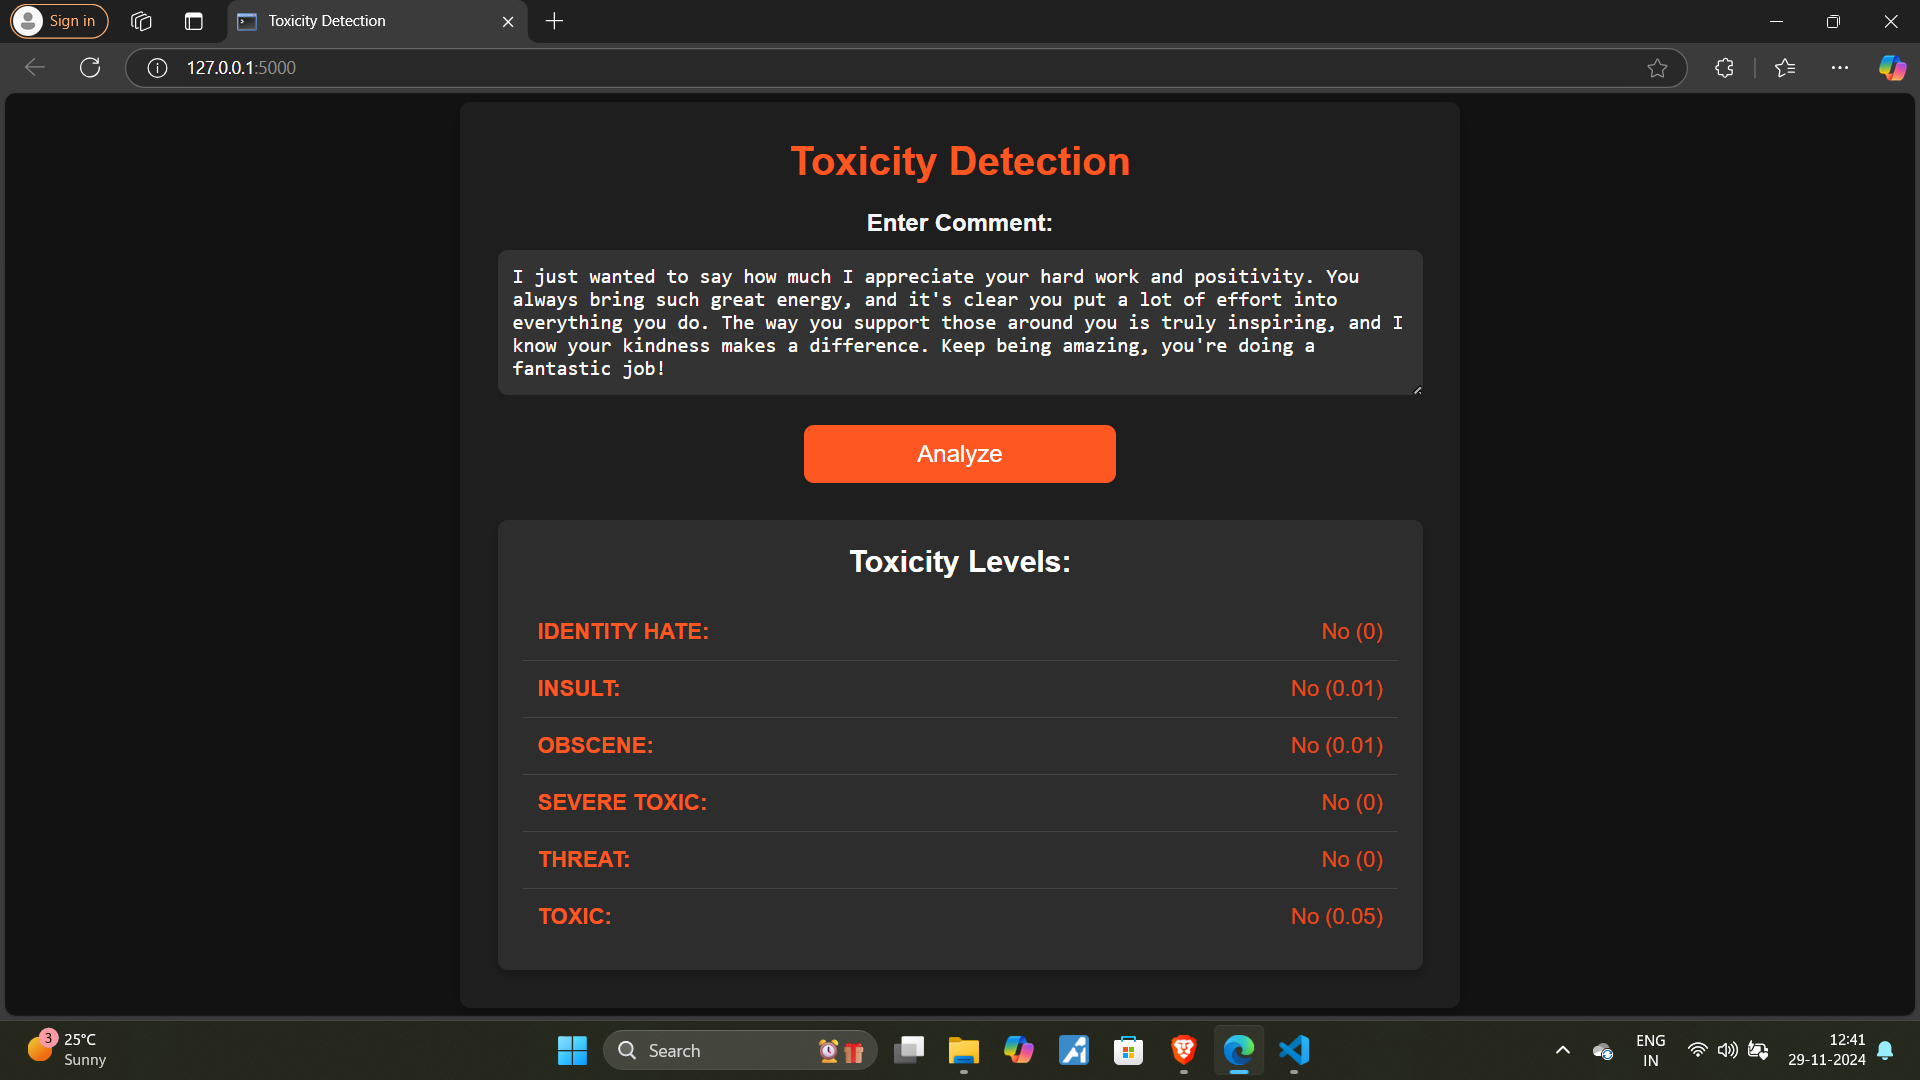 Sign in
Toxicity Detection
127.0.0.1:5000
Toxicity Detection
Enter Comment:
I just wanted to say how much I appreciate your hard work and positivity. You
always bring such great energy, and it's clear you put a lot of effort into
everything you do. The way you support those around you is truly inspiring, and I
know your kindness makes a difference. Keep being amazing, you're doing a
fantastic job!
Analyze
Toxicity Levels:
IDENTITY HATE: No (0)
INSULT: No (0.01)
OBSCENE: No (0.01)
SEVERE TOXIC: No (0)
THREAT: No (0)
TOXIC: No (0.05)
3
25°C
Sunny
Search
ENG
IN
12:41
29-11-2024